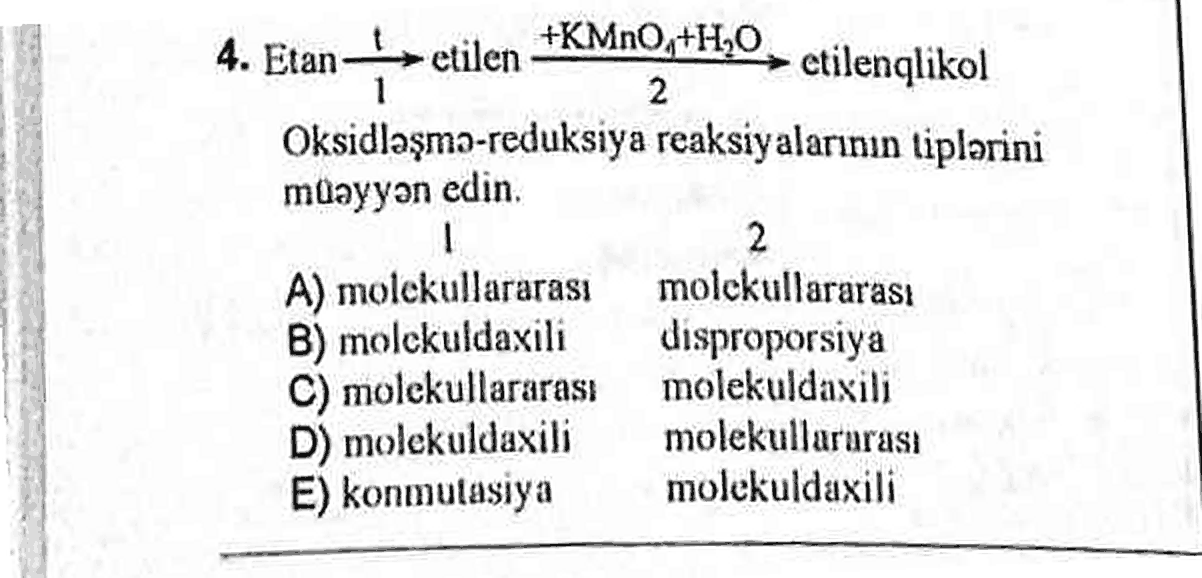 4. Etan —t→ etilen —+KMnO₄+H₂O→ etilenqlikol
1 2
Oksidləşmə-reduksiya reaksiyalarının tiplərini
müəyyən edin.
1 2
A) molekullararası molekullararası
B) molekuldaxili disproporsiya
C) molekullararası molekuldaxili
D) molekuldaxili molekullararası
E) konmutasiya molekuldaxili